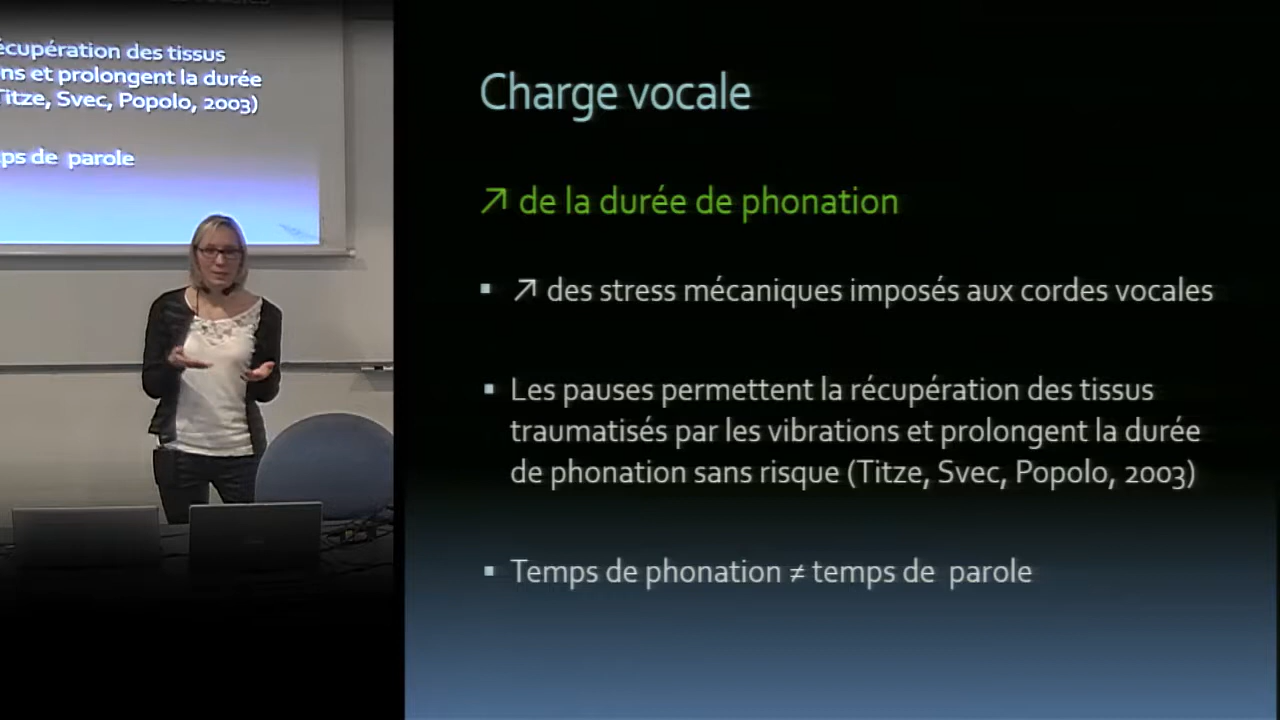 écupération des tissus
ns et prolongent la durée
Titze, Svec, Popolo, 2003)
ps de parole
Charge vocale
↗ de la durée de phonation
▪ ↗ des stress mécaniques imposés aux cordes vocales
▪ Les pauses permettent la récupération des tissus
traumatisés par les vibrations et prolongent la durée
de phonation sans risque (Titze, Svec, Popolo, 2003)
▪ Temps de phonation ≠ temps de parole